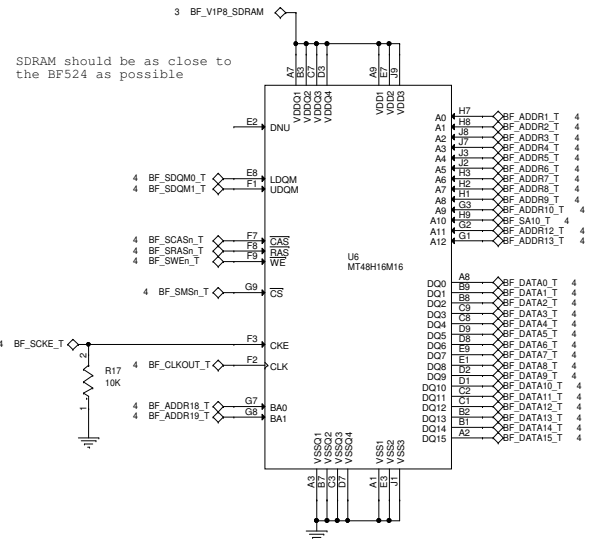 3 BF_V1P8_SDRAM
SDRAM should be as close to
the BF524 as possible
A7 B3 C7 D3 A9 E7 J9
VDDQ1 VDDQ2 VDDQ3 VDDQ4 VDD1 VDD2 VDD3
E2 DNU
4 BF_SDQM0_T E8 LDQM
4 BF_SDQM1_T F1 UDQM
4 BF_SCASn_T F7 CAS
4 BF_SRASn_T F8 RAS
4 BF_SWEn_T F9 WE
4 BF_SMSn_T G9 CS
4 BF_SCKE_T F3 CKE
2
R17
10K
1
4 BF_CLKOUT_T F2 CLK
4 BF_ADDR18_T G7 BA0
4 BF_ADDR19_T G8 BA1
U6
MT48H16M16
A0 H7 BF_ADDR1_T 4
A1 H8 BF_ADDR2_T 4
A2 J8 BF_ADDR3_T 4
A3 J7 BF_ADDR4_T 4
A4 J3 BF_ADDR5_T 4
A5 J2 BF_ADDR6_T 4
A6 H3 BF_ADDR7_T 4
A7 H2 BF_ADDR8_T 4
A8 H1 BF_ADDR9_T 4
A9 G3 BF_ADDR10_T 4
A10 H9 BF_SA10_T 4
A11 G2 BF_ADDR12_T 4
A12 G1 BF_ADDR13_T 4
DQ0 A8 BF_DATA0_T 4
DQ1 B9 BF_DATA1_T 4
DQ2 B8 BF_DATA2_T 4
DQ3 C9 BF_DATA3_T 4
DQ4 C8 BF_DATA4_T 4
DQ5 D9 BF_DATA5_T 4
DQ6 D8 BF_DATA6_T 4
DQ7 E9 BF_DATA7_T 4
DQ8 E1 BF_DATA8_T 4
DQ9 D2 BF_DATA9_T 4
DQ10 D1 BF_DATA10_T 4
DQ11 C2 BF_DATA11_T 4
DQ12 C1 BF_DATA12_T 4
DQ13 B2 BF_DATA13_T 4
DQ14 B1 BF_DATA14_T 4
DQ15 A2 BF_DATA15_T 4
VSSQ1 VSSQ2 VSSQ3 VSSQ4 VSS1 VSS2 VSS3
A3 B7 C3 D7 A1 E3 J1